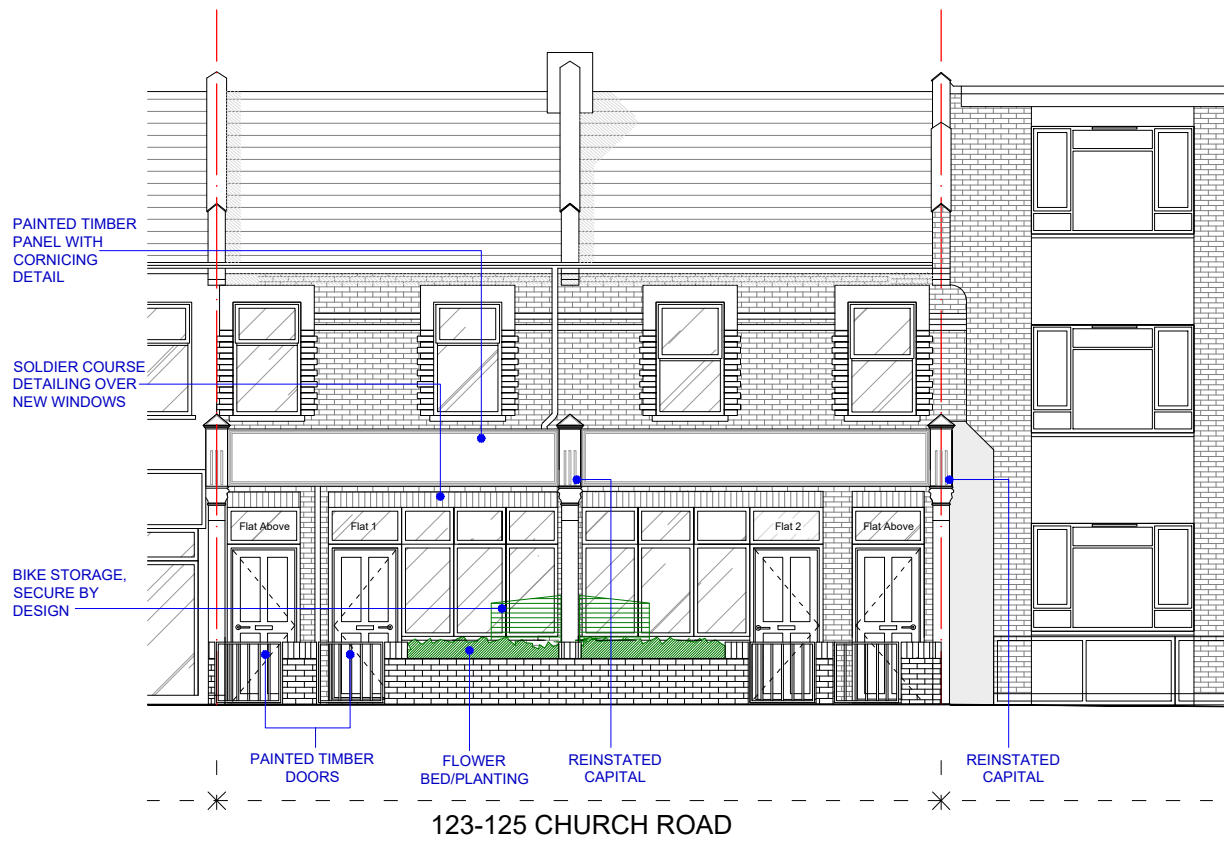 PAINTED TIMBER
PANEL WITH
CORNICING
DETAIL
SOLDIER COURSE
DETAILING OVER
NEW WINDOWS
Flat Above
Flat 1
Flat 2
Flat Above
BIKE STORAGE,
SECURE BY
DESIGN
PAINTED TIMBER
DOORS
FLOWER
BED/PLANTING
REINSTATED
CAPITAL
REINSTATED
CAPITAL
123-125 CHURCH ROAD